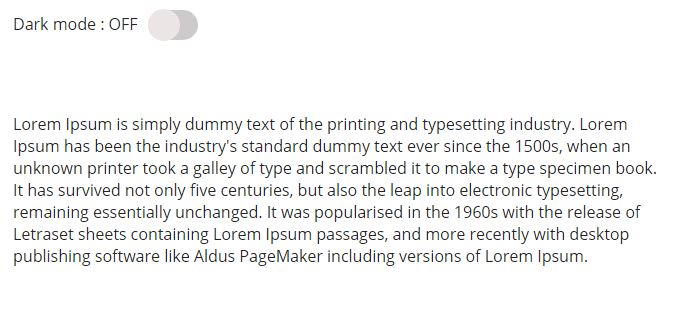 Dark mode : OFF
Lorem Ipsum is simply dummy text of the printing and typesetting industry. Lorem
Ipsum has been the industry's standard dummy text ever since the 1500s, when an
unknown printer took a galley of type and scrambled it to make a type specimen book.
It has survived not only five centuries, but also the leap into electronic typesetting,
remaining essentially unchanged. It was popularised in the 1960s with the release of
Letraset sheets containing Lorem Ipsum passages, and more recently with desktop
publishing software like Aldus PageMaker including versions of Lorem Ipsum.